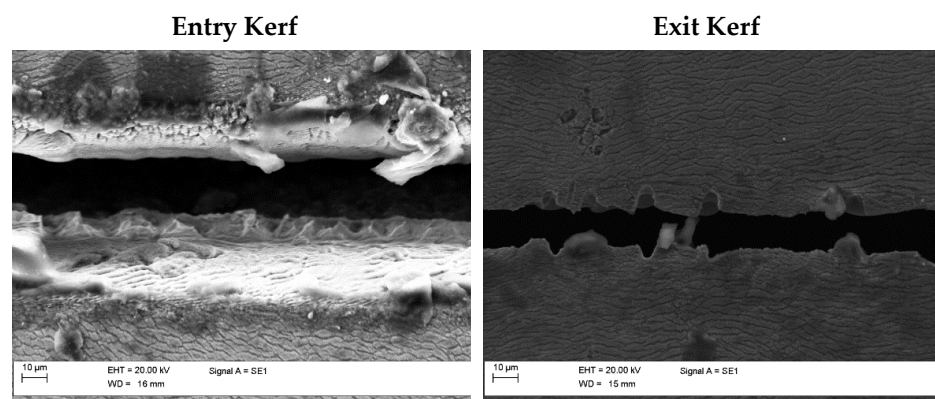 Entry Kerf
Exit Kerf
10 µm EHT = 20.00 kV Signal A = SE1
WD = 16 mm
10 µm EHT = 20.00 kV Signal A = SE1
WD = 15 mm